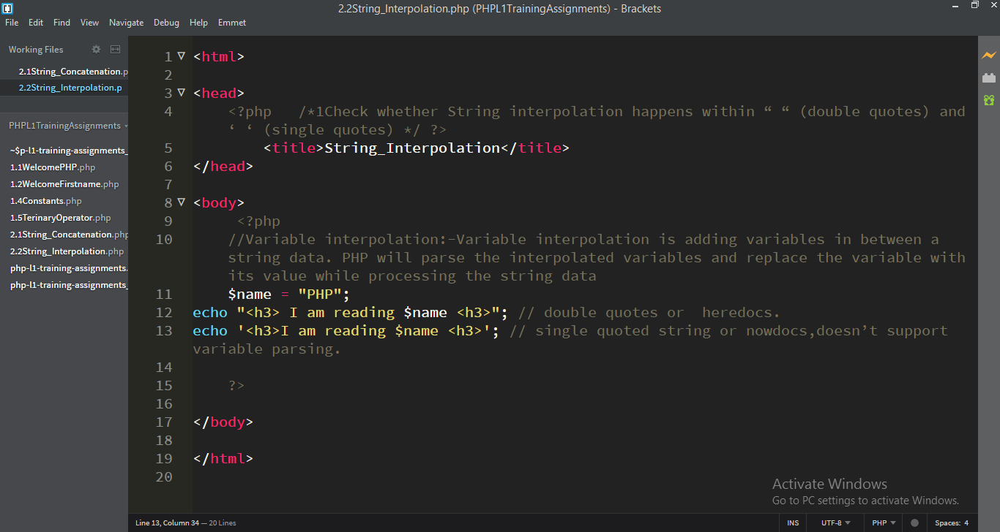 2.2String_Interpolation.php (PHPL1TrainingAssignments) - Brackets
File Edit Find View Navigate Debug Help Emmet
Working Files
2.1String_Concatenation.p
2.2String_Interpolation.p
PHPL1TrainingAssignments
~$p-l1-training-assignments_
1.1WelcomePHP.php
1.2WelcomeFirstname.php
1.4Constants.php
1.5TerinaryOperator.php
2.1String_Concatenation.php
2.2String_Interpolation.php
php-l1-training-assignments.
php-l1-training-assignments_
1 <html>
2
3 <head>
4 <?php /*1Check whether String interpolation happens within “ “ (double quotes) and
‘ ‘ (single quotes) */ ?>
5 <title>String_Interpolation</title>
6 </head>
7
8 <body>
9 <?php
10 //Variable interpolation:-Variable interpolation is adding variables in between a
string data. PHP will parse the interpolated variables and replace the variable with
its value while processing the string data
11 $name = "PHP";
12 echo "<h3> I am reading $name <h3>"; // double quotes or  heredocs.
13 echo '<h3>I am reading $name <h3>'; // single quoted string or nowdocs,doesn’t support
variable parsing.
14
15 ?>
16
17 </body>
18
19 </html>
20
Activate Windows
Go to PC settings to activate Windows.
Line 13, Column 34 — 20 Lines
INS UTF-8 PHP Spaces: 4